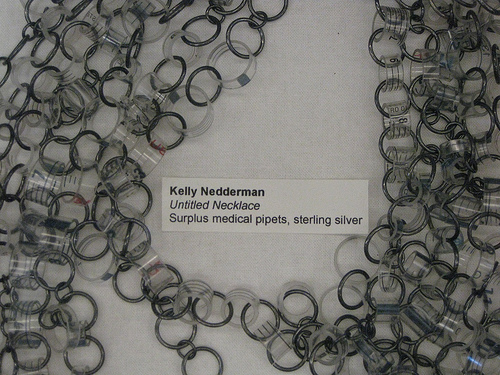 Kelly Nedderman
Untitled Necklace
Surplus medical pipets, sterling silver